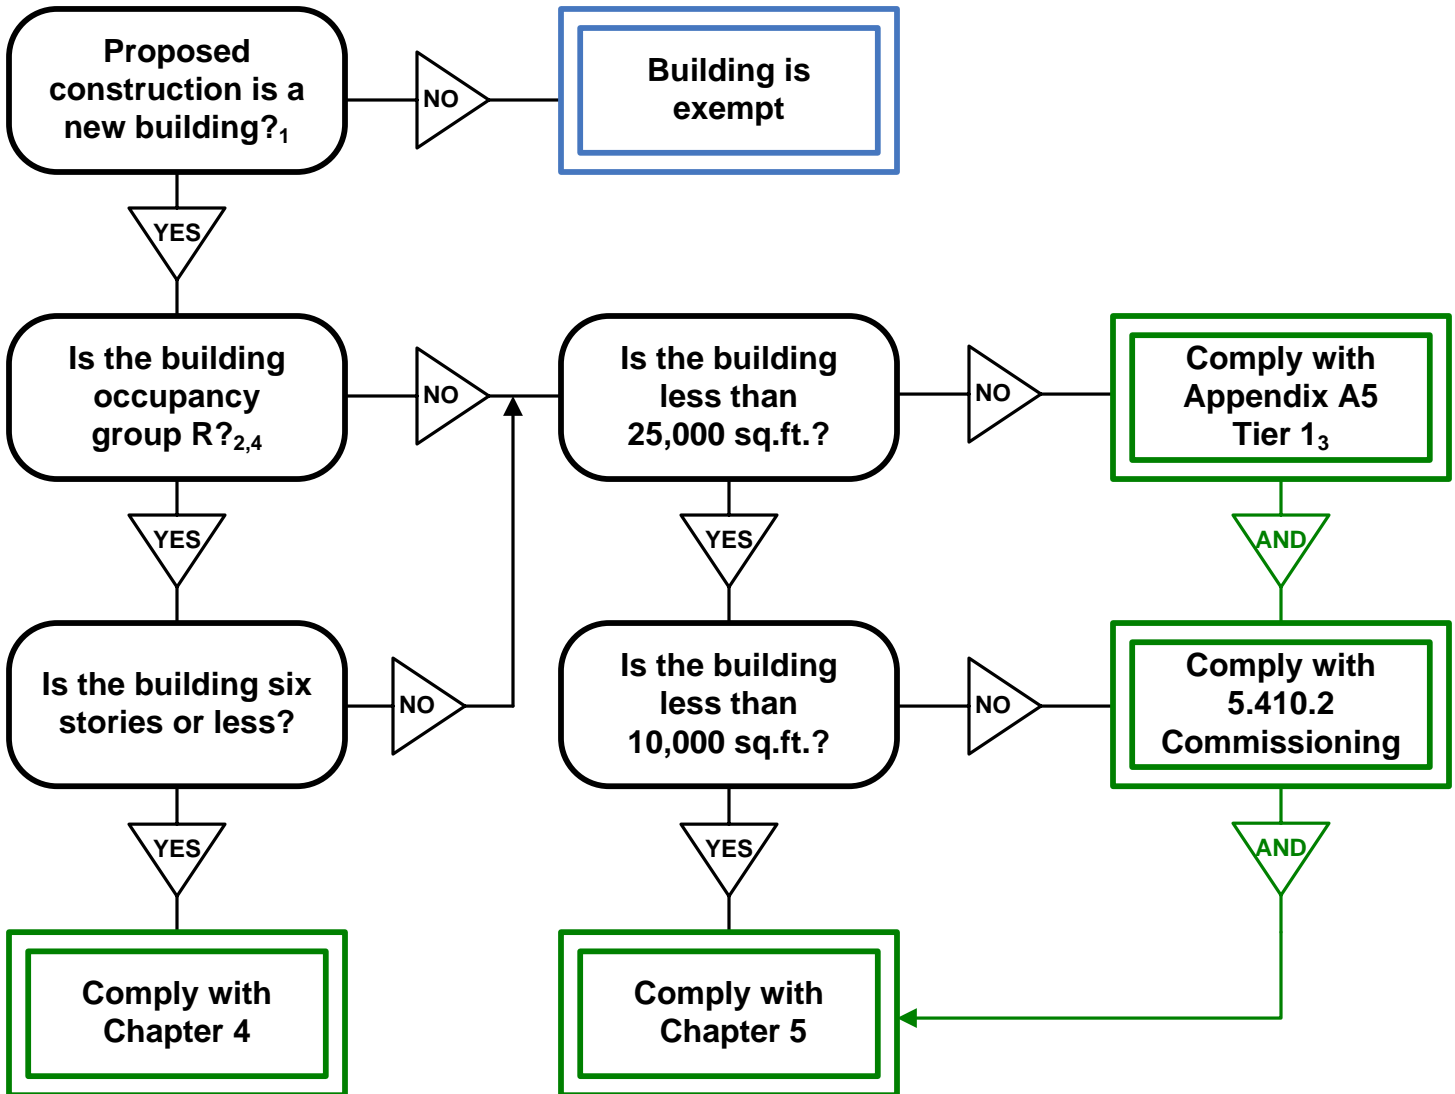 Proposed
construction is a
new building?1
NO
Building is
exempt
YES
Is the building
occupancy
group R?2,4
NO
Is the building
less than
25,000 sq.ft.?
NO
Comply with
Appendix A5
Tier 13
YES
YES
AND
Is the building six
stories or less?
NO
Is the building
less than
10,000 sq.ft.?
NO
Comply with
5.410.2
Commissioning
YES
YES
AND
Comply with
Chapter 4
Comply with
Chapter 5